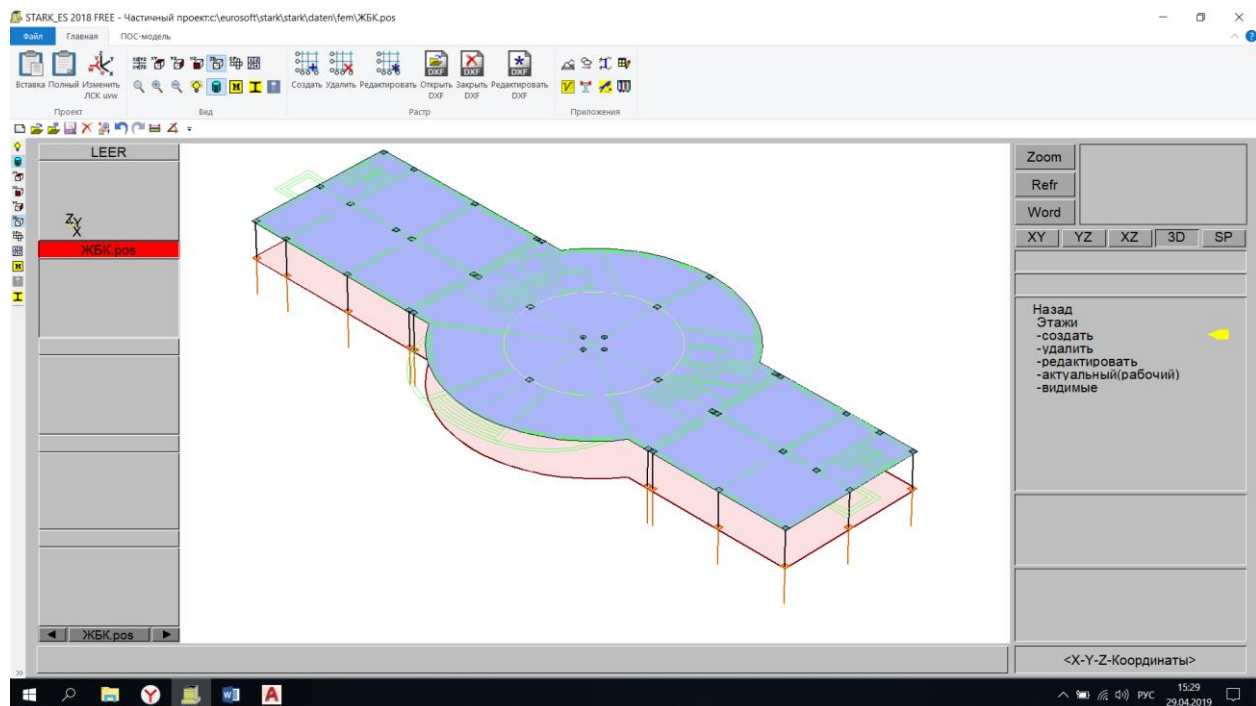 STARK_ES 2018 FREE - Частичный проект:c:\eurosoft\stark\stark\daten\fem\ЖБК.pos
Файл Главная ПОС-модель
Вставка Полный Изменить ЛСК uvw
Проект
Вид
Создать Удалить Редактировать Открыть DXF Закрыть DXF Редактировать DXF
Растр
Приложения
LEER
Z Y
X
ЖБК.pos
ЖБК.pos
Zoom
Refr
Word
XY YZ XZ 3D SP
Назад
Этажи
-создать
-удалить
-редактировать
-актуальный(рабочий)
-видимые
<X-Y-Z-Координаты>
РУС
15:29
29.04.2019